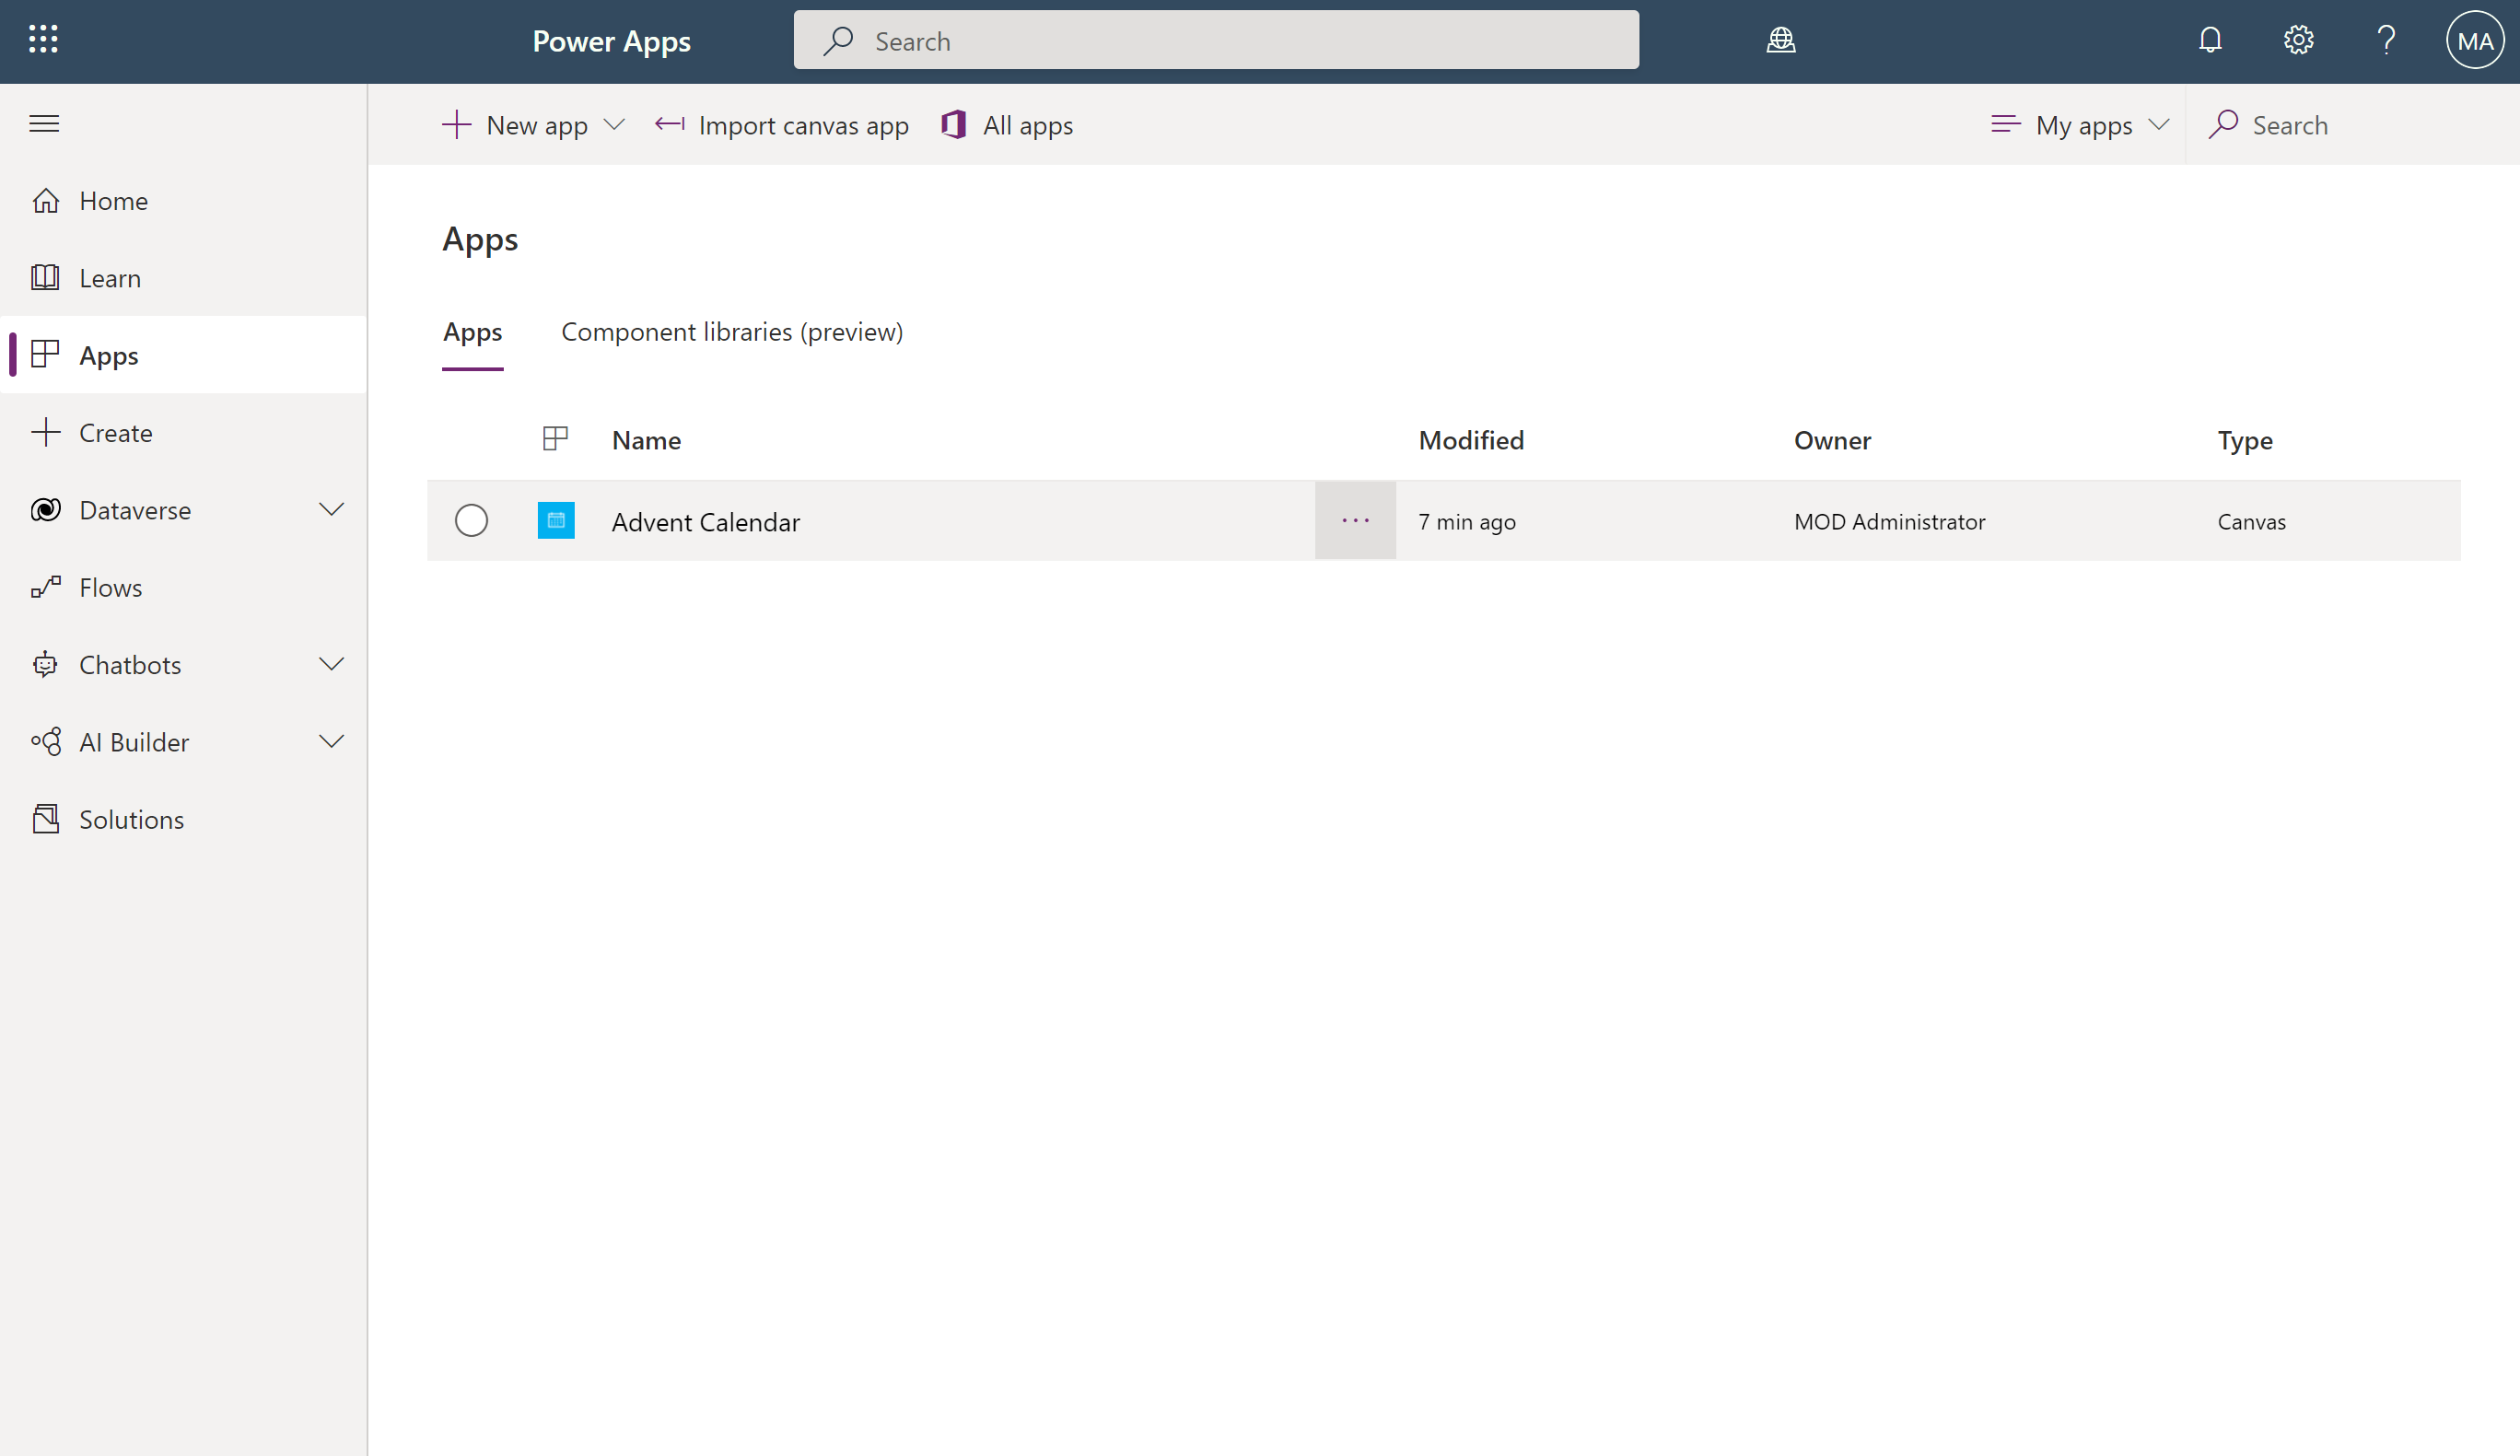 Power Apps
Search
MA
New app
Import canvas app
All apps
My apps
Search
Home
Learn
Apps
Create
Dataverse
Flows
Chatbots
AI Builder
Solutions
Apps
Apps Component libraries (preview)
Name Modified Owner Type
Advent Calendar ... 7 min ago MOD Administrator Canvas